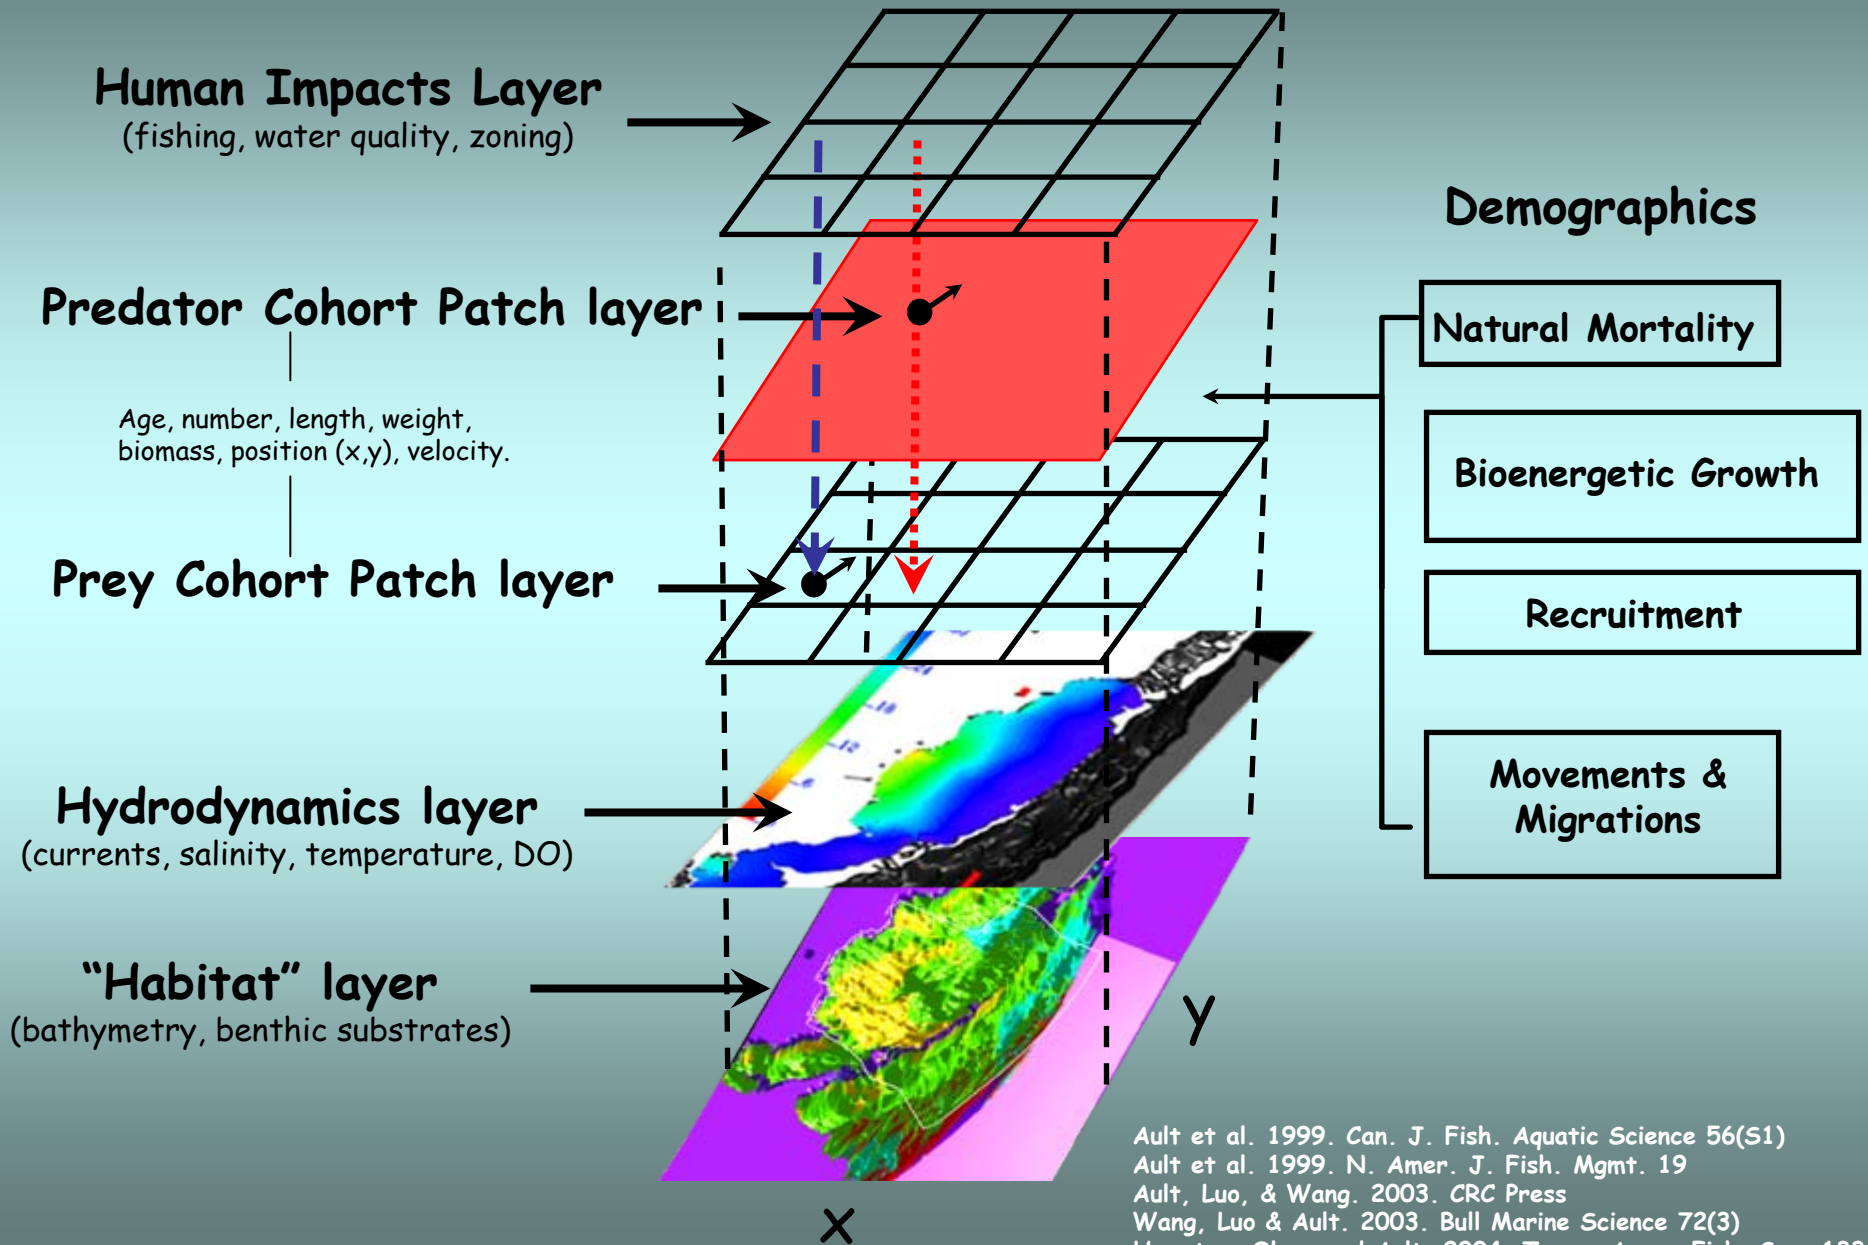 Human Impacts Layer
(fishing, water quality, zoning)
Demographics
Predator Cohort Patch layer
Natural Mortality
Age, number, length, weight,
biomass, position (x,y), velocity.
Bioenergetic Growth
Prey Cohort Patch layer
Recruitment
Hydrodynamics layer
(currents, salinity, temperature, DO)
Movements &
Migrations
“Habitat” layer
(bathymetry, benthic substrates)
y
x
Ault et al. 1999. Can. J. Fish. Aquatic Science 56(S1)
Ault et al. 1999. N. Amer. J. Fish. Mgmt. 19
Ault, Luo, & Wang. 2003. CRC Press
Wang, Luo & Ault. 2003. Bull Marine Science 72(3)